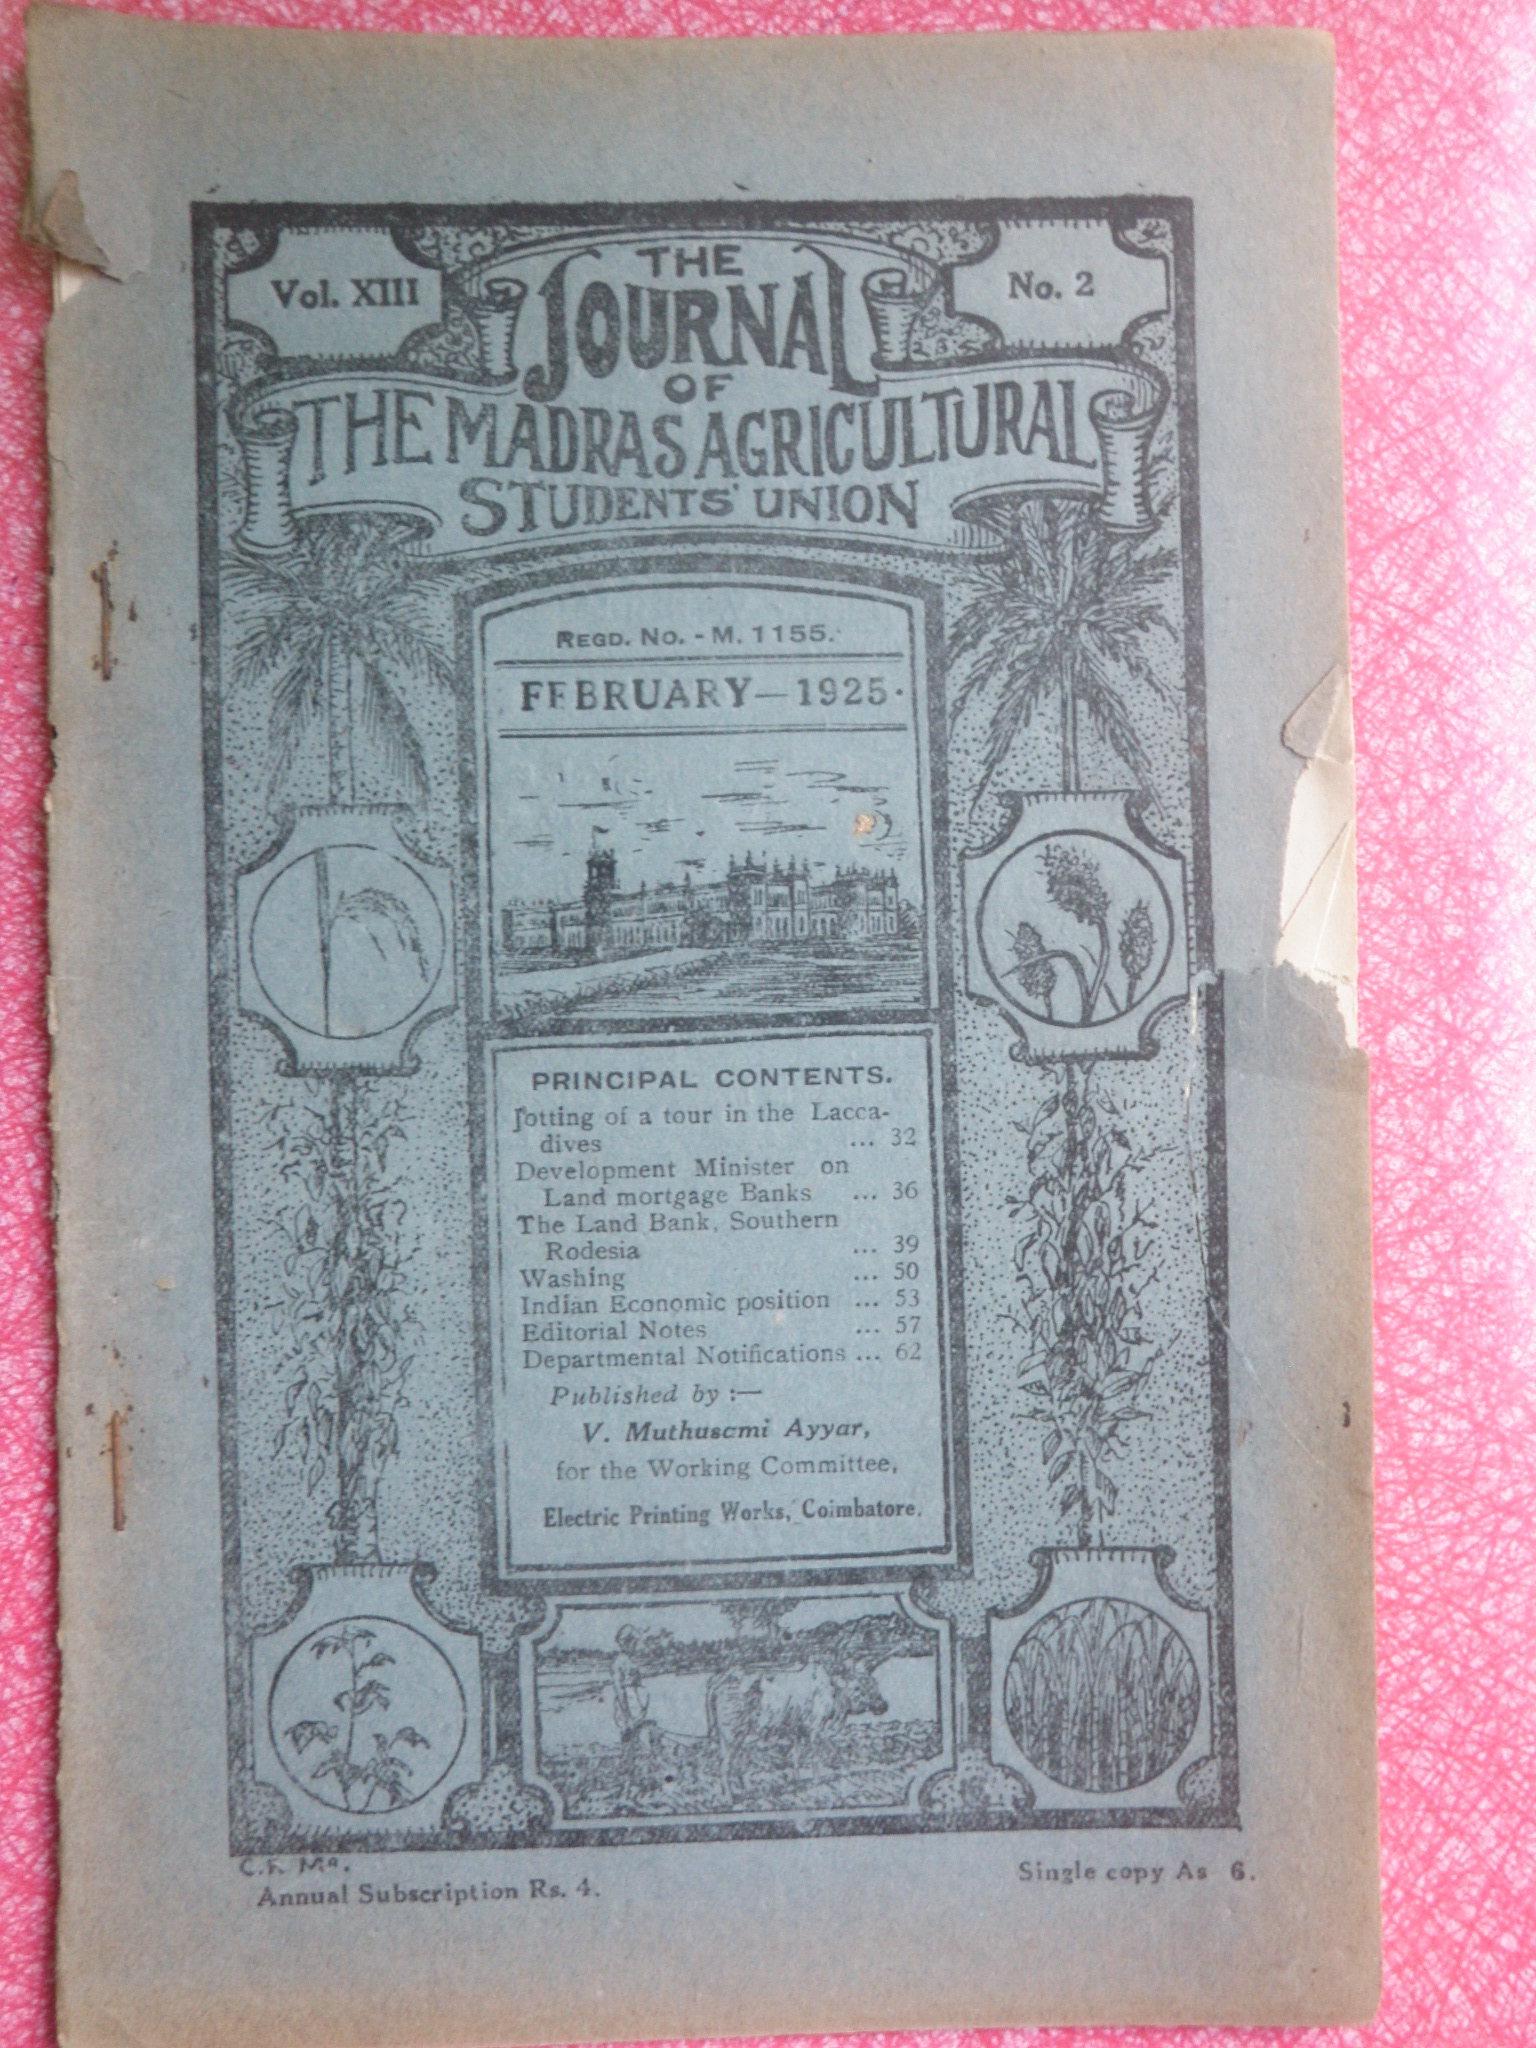 Vol. XIII
THE
JOURNAL
OF
THE MADRAS AGRICULTURAL
STUDENTS' UNION
No. 2
REGD. No. - M. 1155.
FEBRUARY — 1925.
PRINCIPAL CONTENTS.
Jotting of a tour in the Lacca-
dives ... 32
Development Minister on
Land mortgage Banks ... 36
The Land Bank, Southern
Rodesia ... 39
Washing ... 50
Indian Economic position ... 53
Editorial Notes ... 57
Departmental Notifications ... 62
Published by :—
V. Muthusami Ayyar,
for the Working Committee,
Electric Printing Works, Coimbatore.
Annual Subscription Rs. 4.
Single copy As 6.